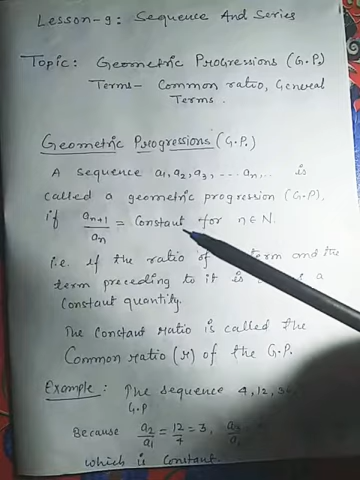 Lesson-9: Sequence And Series
Topic: Geometric Progressions (G.P.)
Terms- Common ratio, General
Terms.
Geometric Progressions (G.P.)
A sequence a1, a2, a3, .... an... is
called a geometric progression (G.P),
if an+1/an = Constant for n ∈ N.
i.e. if the ratio of term and the
term preceding to it is a
Constant quantity.
The Constant ratio is called the
Common ratio (r) of the G.P.
Example: The sequence 4, 12,
G.P
Because a2/a1 = 12/4 = 3,
which is Constant.